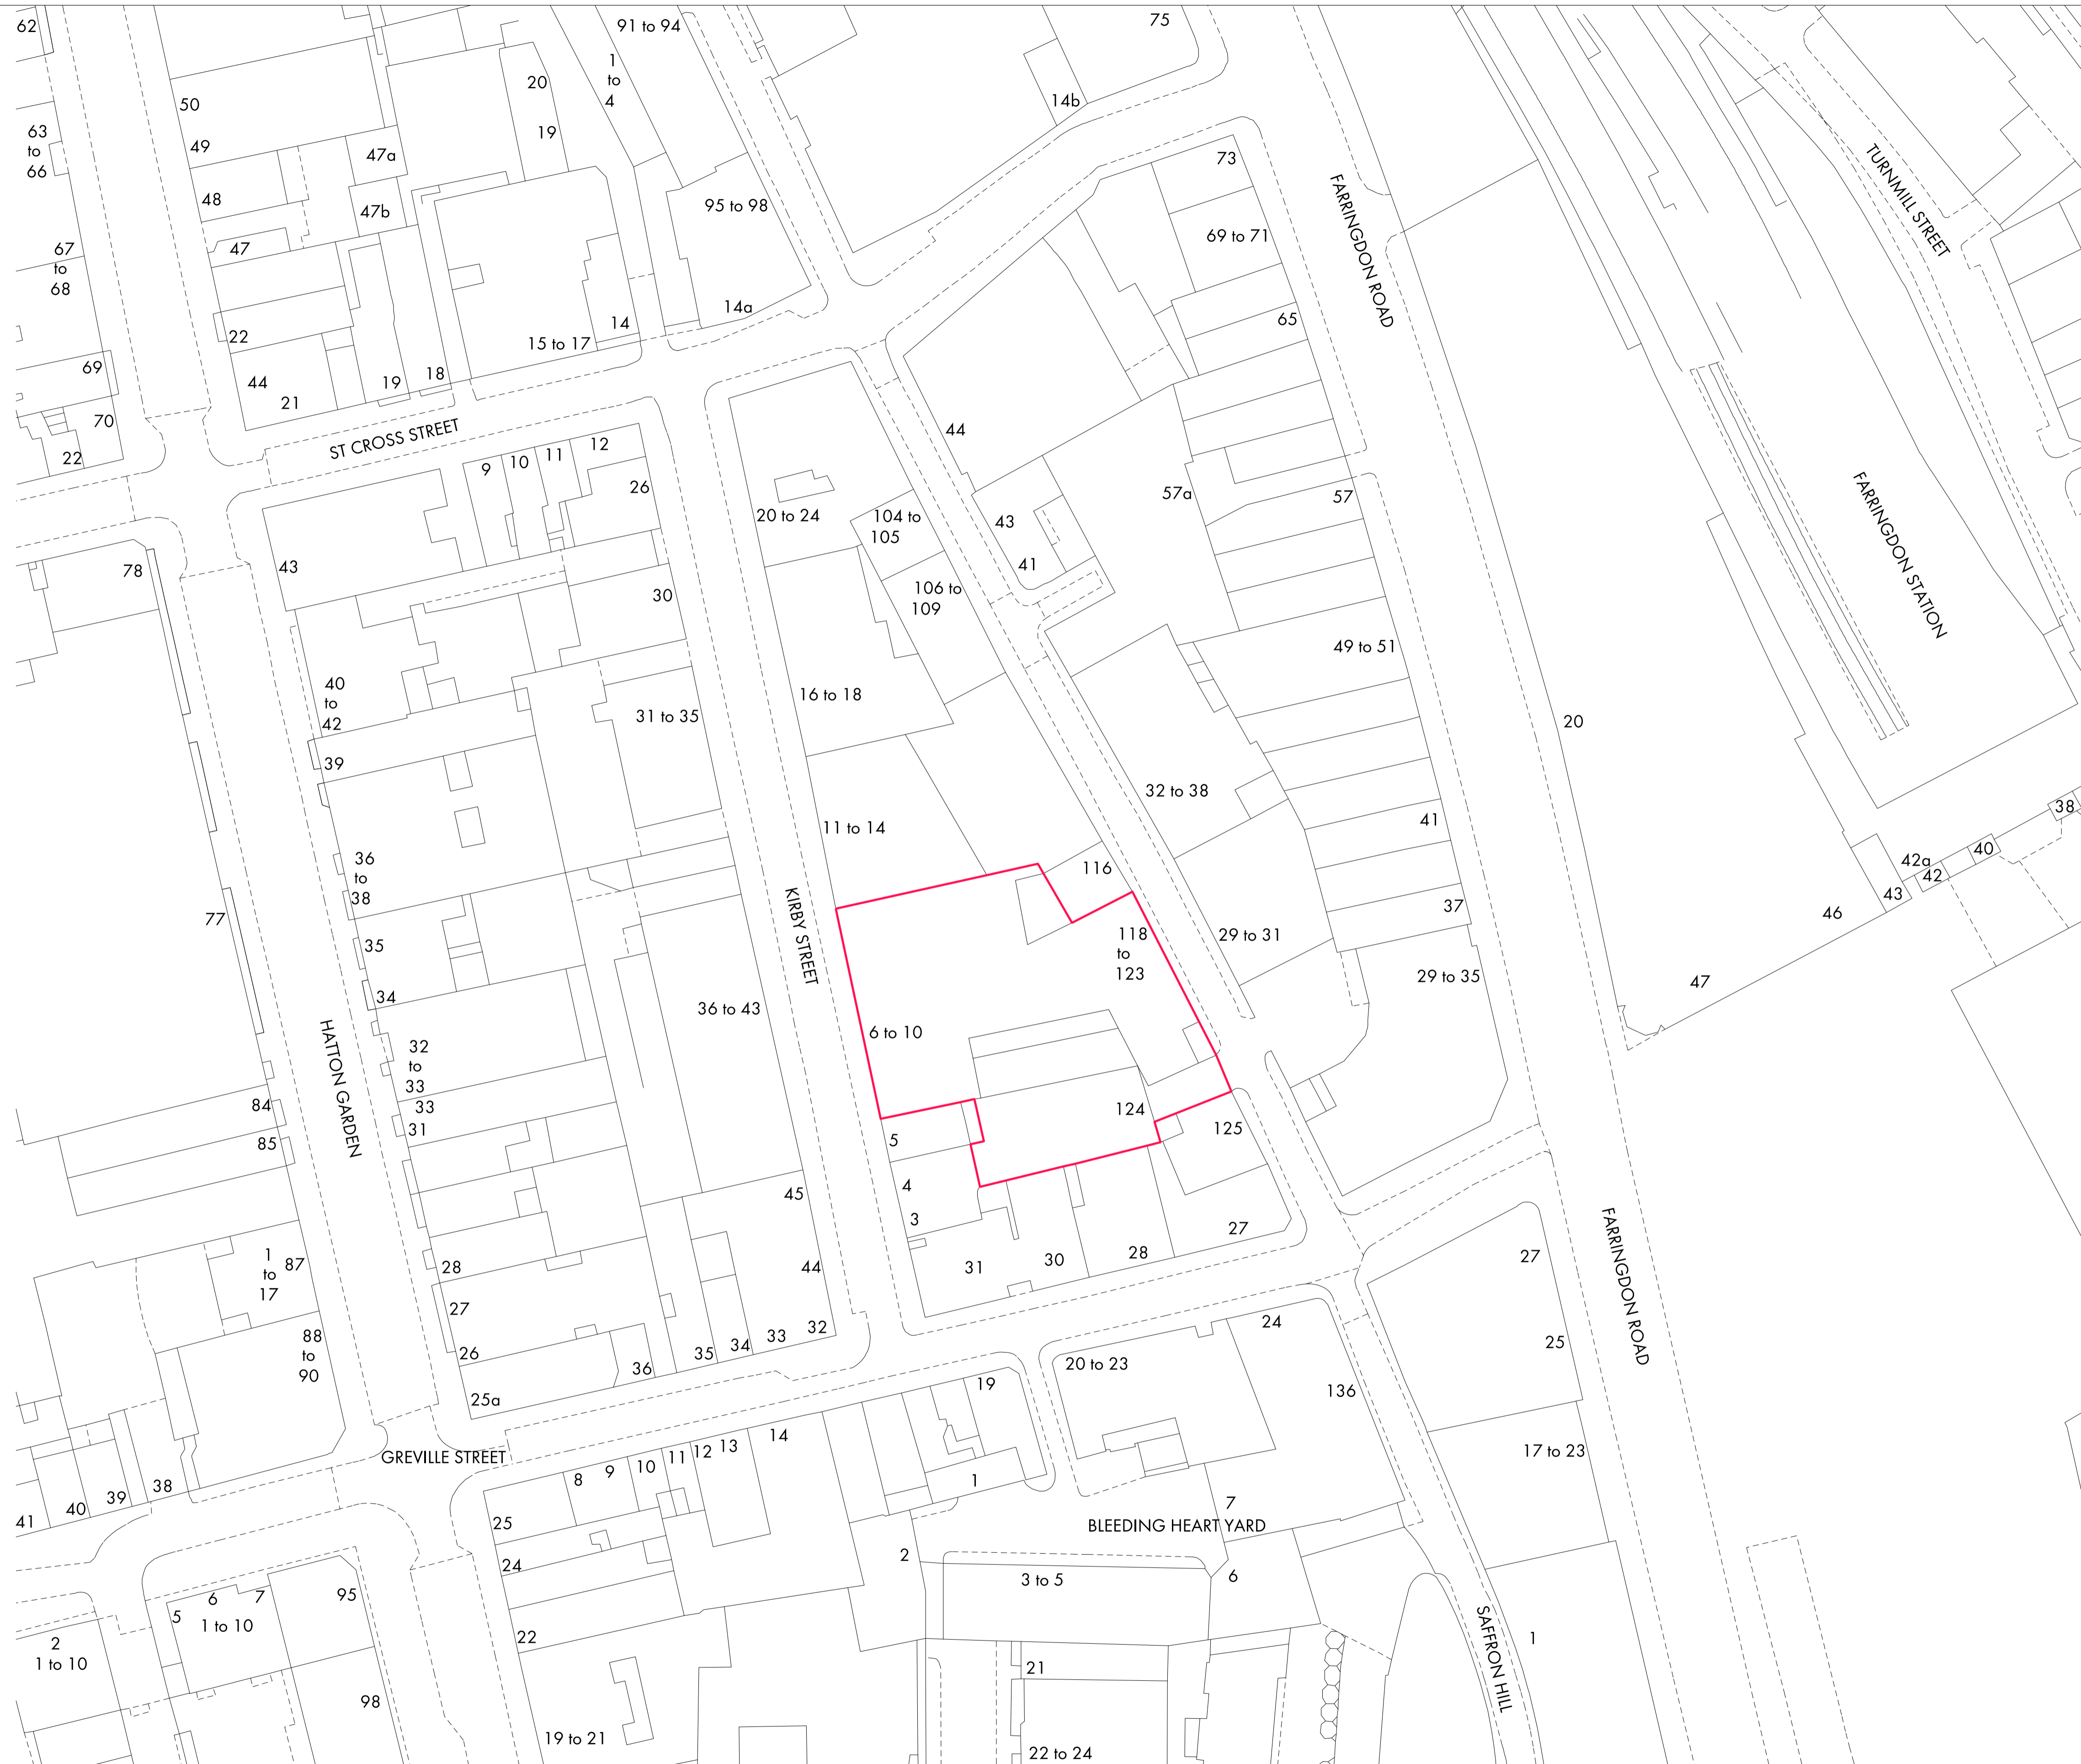 62
91 to 94
75
1
to
4
20
50
14b
19
49
63
to
66
47a
73
48
47b
95 to 98
TURNMILL STREET
FARRINGDON ROAD
67
to
68
47
69 to 71
22
15 to 17
14
14a
65
69
44
21
19
18
70
22
ST CROSS STREET
44
9
10
11
12
26
57a
57
20 to 24
104 to
105
43
41
78
43
30
106 to
109
FARRINGDON STATION
40
to
42
31 to 35
16 to 18
49 to 51
20
39
32 to 38
11 to 14
41
38
36
to
38
116
42a
42
40
43
77
35
KIRBY STREET
118
to
123
29 to 31
37
46
34
36 to 43
6 to 10
29 to 35
47
HATTON GARDEN
32
to
33
33
31
84
85
5
124
125
4
3
45
27
1
to
17
87
28
44
31
30
28
FARRINGDON ROAD
27
27
26
88
to
90
36
35
34
33
32
20 to 23
24
25
25a
19
136
GREVILLE STREET
14
13
12
11
10
9
8
1
17 to 23
41
40
39
38
25
7
BLEEDING HEART YARD
24
2
3 to 5
6
5
6
7
1 to 10
95
2
1 to 10
22
SAFFRON HILL
1
21
98
19 to 21
22 to 24